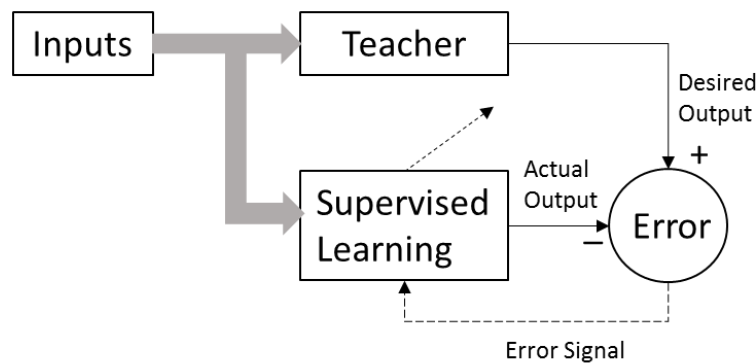 Inputs
Teacher
Desired
Output
+
Actual
Output
Supervised
Learning
−
Error
Error Signal